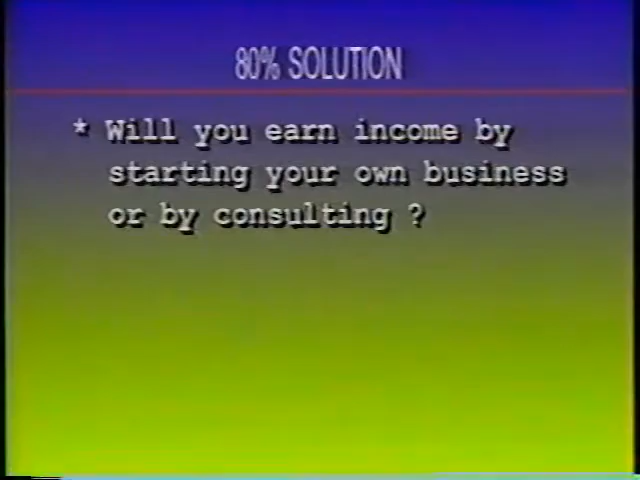 80% SOLUTION
* Will you earn income by
starting your own business
or by consulting ?